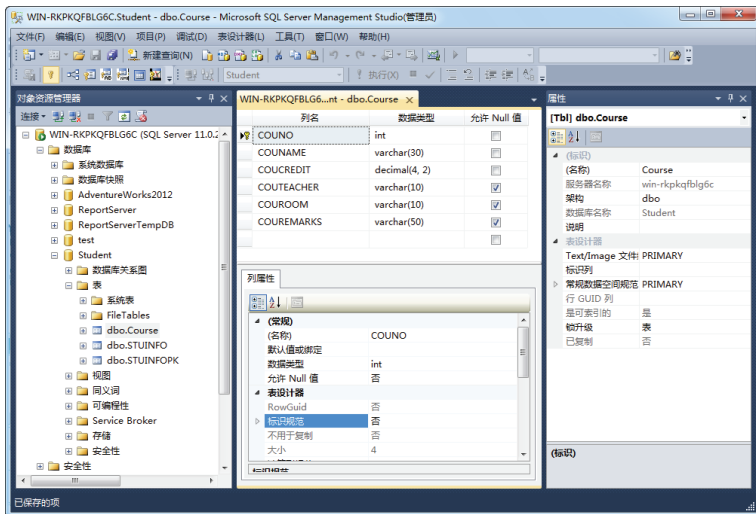 WIN-RKPKQFBLG6C.Student - dbo.Course - Microsoft SQL Server Management Studio(管理员)
文件(F) 编辑(E) 视图(V) 项目(P) 调试(D) 表设计器(L) 工具(T) 窗口(W) 帮助(H)
新建查询(N)
Student 执行(X)
对象资源管理器
连接
WIN-RKPKQFBLG6C (SQL Server 11.0.2
数据库
系统数据库
数据库快照
AdventureWorks2012
ReportServer
ReportServerTempDB
test
Student
数据库关系图
表
系统表
FileTables
dbo.Course
dbo.STUINFO
dbo.STUINFOPK
视图
同义词
可编程性
Service Broker
存储
安全性
安全性
WIN-RKPKQFBLG6...nt - dbo.Course
列名 数据类型 允许 Null 值
COUNO int
COUNAME varchar(30)
COUCREDIT decimal(4, 2)
COUTEACHER varchar(10)
COUROOM varchar(10)
COUREMARKS varchar(50)
列属性
(常规)
(名称) COUNO
默认值或绑定
数据类型 int
允许 Null 值 否
表设计器
RowGuid 否
标识规范 否
不用于复制 否
大小 4
标识规范
属性
[Tbl] dbo.Course
(标识)
(名称) Course
服务器名称 win-rkpkqfblg6c
架构 dbo
数据库名称 Student
说明
表设计器
Text/Image 文件 PRIMARY
标识列
常规数据空间规范 PRIMARY
行 GUID 列
是可索引的 是
锁升级 表
已复制 否
(标识)
已保存的项